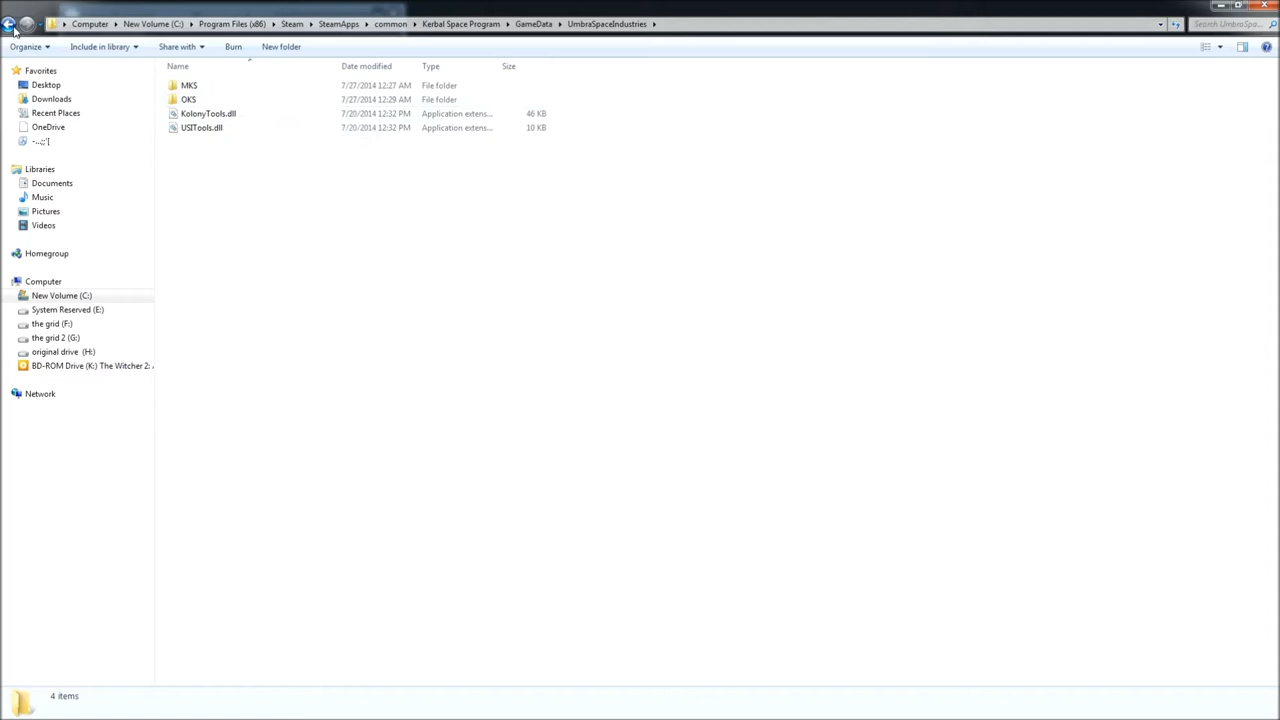 Computer New Volume (C:) Program Files (x86) Steam SteamApps common Kerbal Space Program GameData UmbraSpaceIndustries Search UmbraSpa...
Organize Include in library Share with Burn New folder
Name Date modified Type Size
Favorites
Desktop
Downloads
Recent Places
OneDrive
-...;;'[
Libraries
Documents
Music
Pictures
Videos
Homegroup
Computer
New Volume (C:)
System Reserved (E:)
the grid (F:)
the grid 2 (G:)
original drive (H:)
BD-ROM Drive (K:) The Witcher 2:
Network
MKS 7/27/2014 12:27 AM File folder
OKS 7/27/2014 12:29 AM File folder
KolonyTools.dll 7/20/2014 12:32 PM Application extens... 46 KB
USITools.dll 7/20/2014 12:32 PM Application extens... 10 KB
4 items